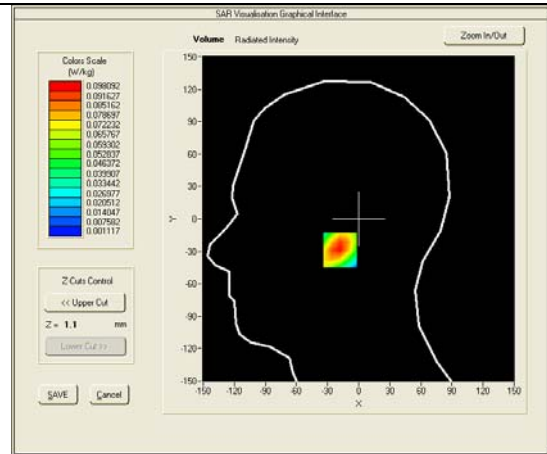 SAR Visualisation Graphical Interface
Volume Radiated Intensity
Zoom In/Out
Colors Scale
(W/kg)
0.098092
0.091627
0.085162
0.078697
0.072232
0.065767
0.059302
0.052837
0.046372
0.039907
0.033442
0.026977
0.020512
0.014047
0.007582
0.001117
Z Cuts Control
<< Upper Cut
Z = 1.1 mm
Lower Cut >>
SAVE Cancel
150
120
90
60
30
0
-30
-60
-90
-120
-150
Y
-150 -120 -90 -60 -30 0 30 60 90 120 150
X